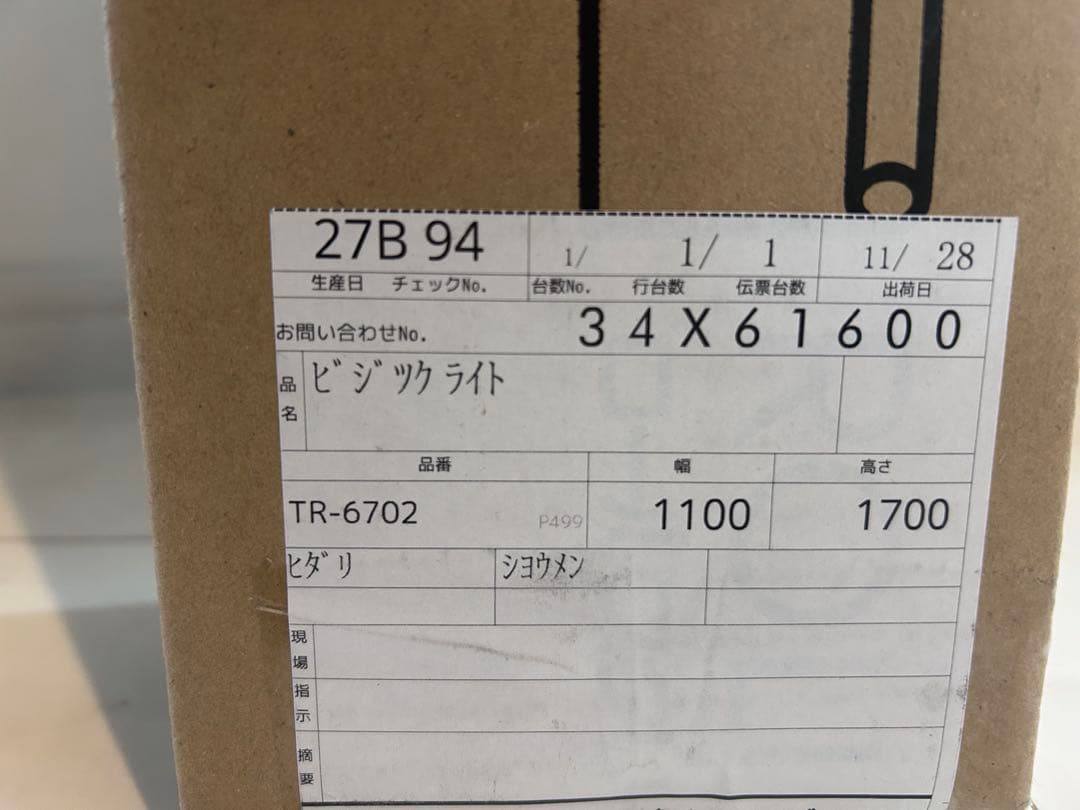 27B 94 1/ 1/ 1 11/ 28
生産日 チェックNo. 台数No. 行台数 伝票台数 出荷日
お問い合わせNo. 34X61600
品名 ビジックライト
品番 幅 高さ
TR-6702 P499 1100 1700
ヒダリ シヨウメン
現場
指示
摘要